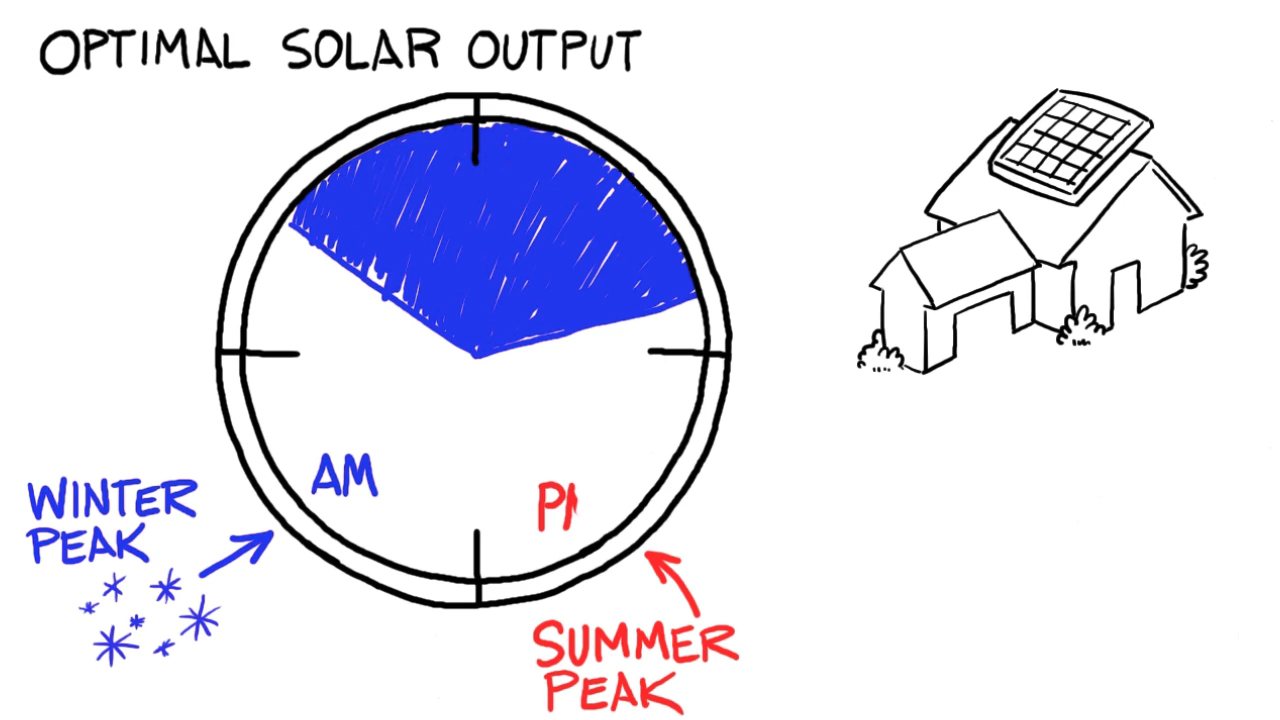 OPTIMAL SOLAR OUTPUT
AM
WINTER
PEAK
SUMMER
PEAK